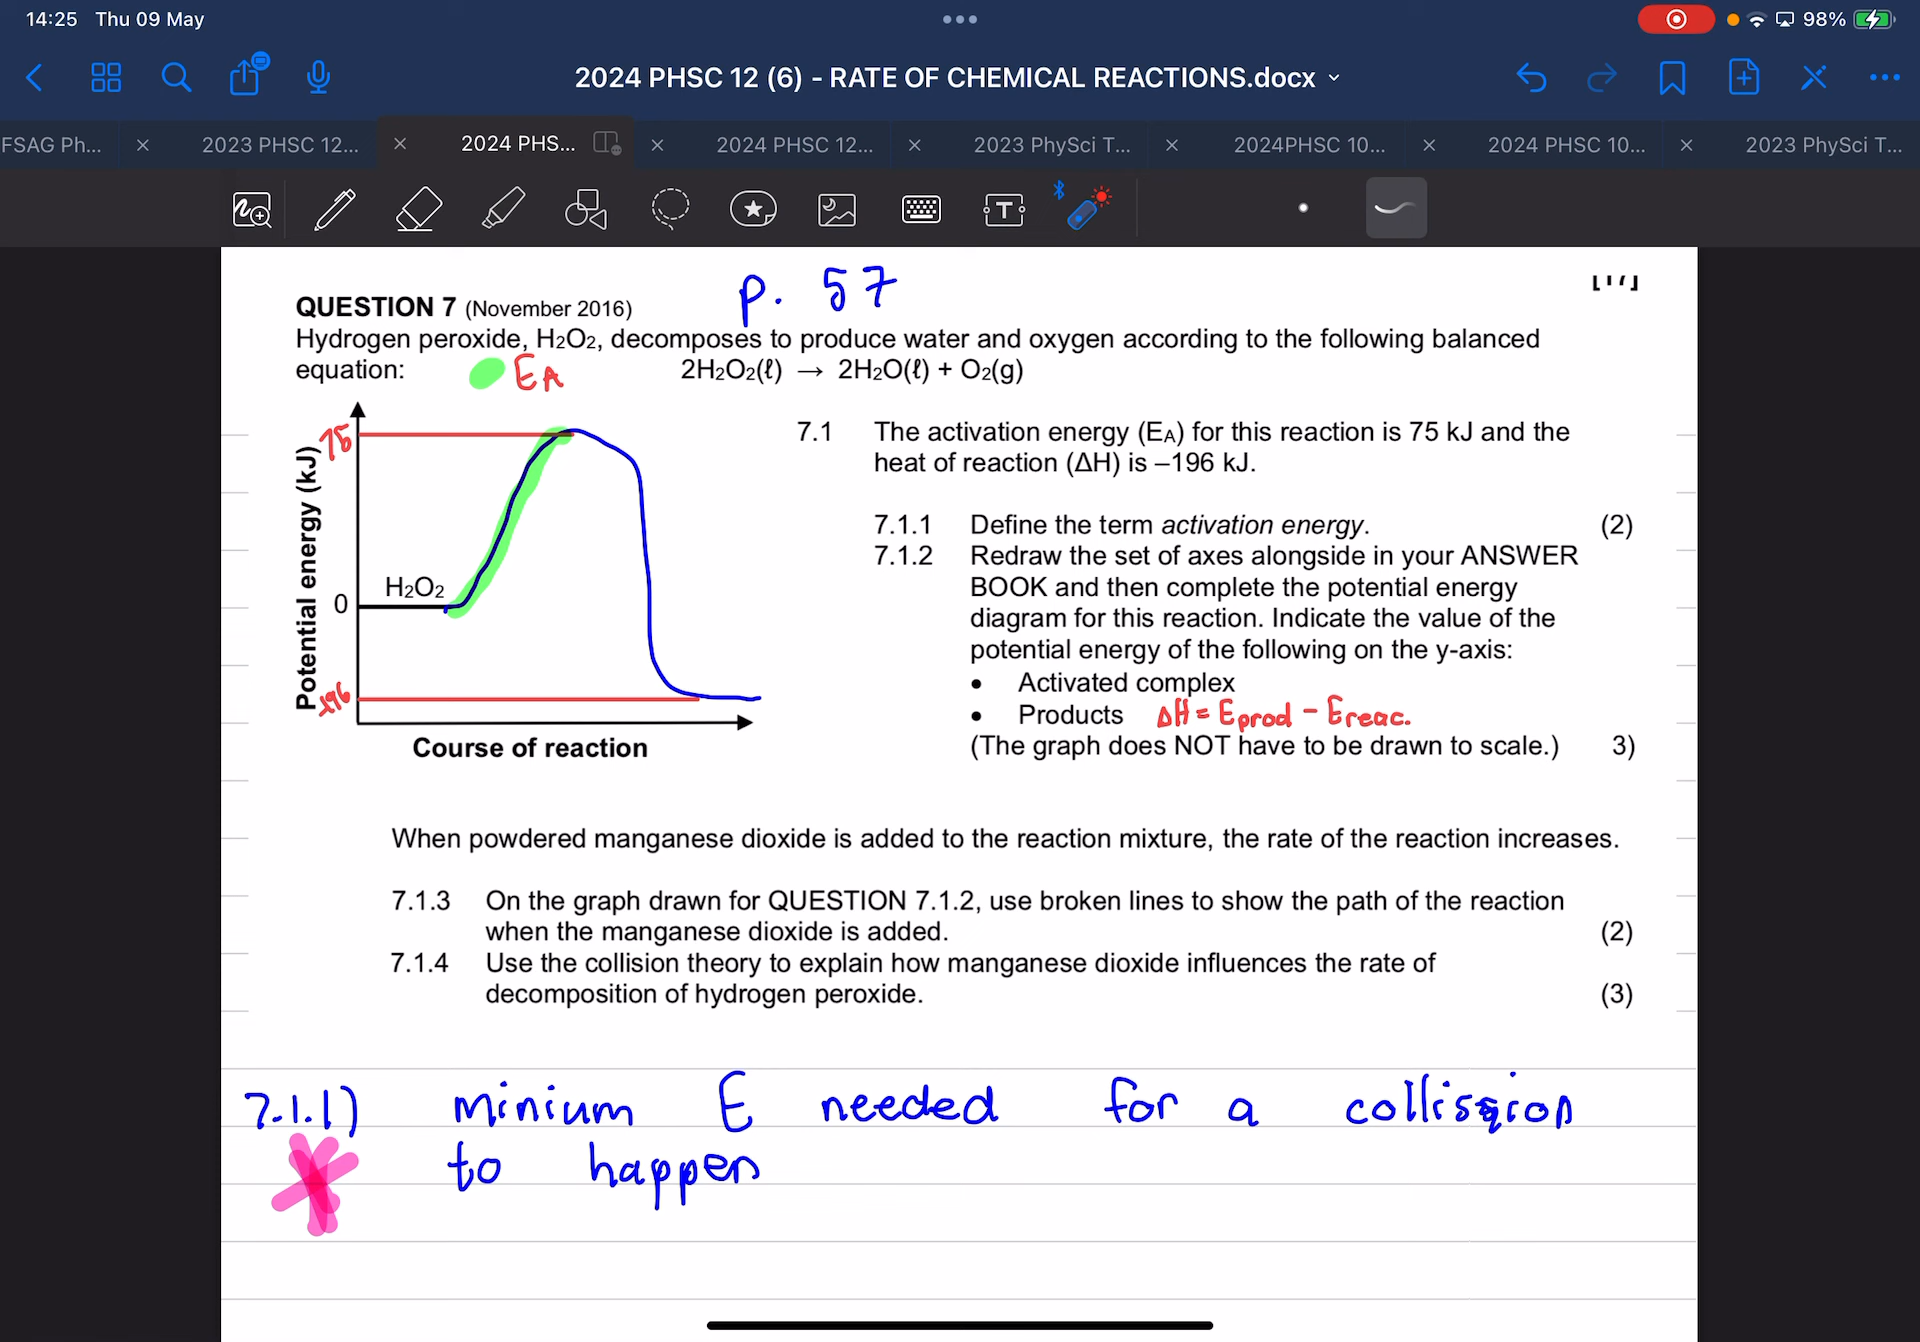 14:25 Thu 09 May
98%
2024 PHSC 12 (6) - RATE OF CHEMICAL REACTIONS.docx
FSAG Ph...
2023 PHSC 12...
2024 PHS...
2024 PHSC 12...
2023 PhySci T...
2024PHSC 10...
2024 PHSC 10...
2023 PhySci T...
p. 57
QUESTION 7 (November 2016)
Hydrogen peroxide, H2O2, decomposes to produce water and oxygen according to the following balanced
equation: EA 2H2O2(ℓ) → 2H2O(ℓ) + O2(g)
75
Potential energy (kJ)
H2O2
0
-196
Course of reaction
7.1 The activation energy (EA) for this reaction is 75 kJ and the
heat of reaction (ΔH) is –196 kJ.
7.1.1 Define the term activation energy. (2)
7.1.2 Redraw the set of axes alongside in your ANSWER
BOOK and then complete the potential energy
diagram for this reaction. Indicate the value of the
potential energy of the following on the y-axis:
• Activated complex
• Products ΔH = Eprod - Ereac.
(The graph does NOT have to be drawn to scale.) 3)
When powdered manganese dioxide is added to the reaction mixture, the rate of the reaction increases.
7.1.3 On the graph drawn for QUESTION 7.1.2, use broken lines to show the path of the reaction
when the manganese dioxide is added. (2)
7.1.4 Use the collision theory to explain how manganese dioxide influences the rate of
decomposition of hydrogen peroxide. (3)
7.1.1) minium E needed for a collision
to happen